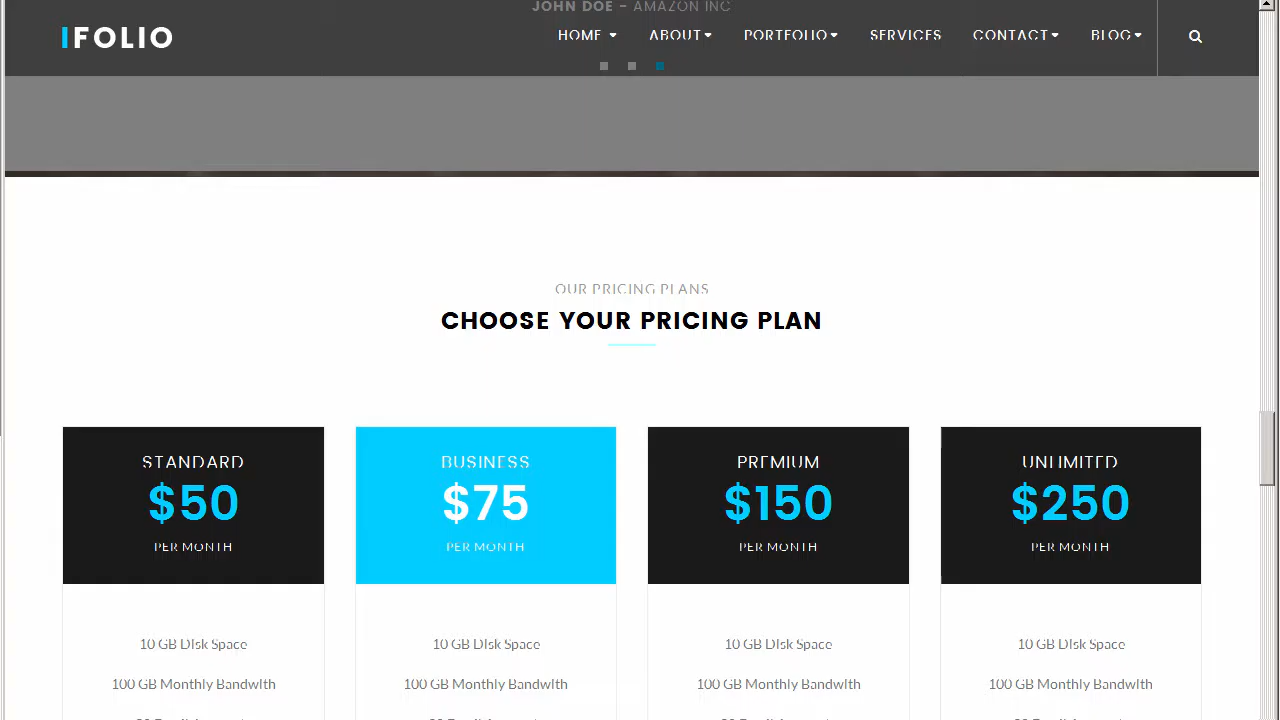 JOHN DOE - AMAZON INC
IFOLIO
HOME ABOUT PORTFOLIO SERVICES CONTACT BLOG
OUR PRICING PLANS
CHOOSE YOUR PRICING PLAN
STANDARD
$50
PER MONTH
10 GB Disk Space
100 GB Monthly Bandwith
BUSINESS
$75
PER MONTH
10 GB Disk Space
100 GB Monthly Bandwith
PREMIUM
$150
PER MONTH
10 GB Disk Space
100 GB Monthly Bandwith
UNLIMITED
$250
PER MONTH
10 GB Disk Space
100 GB Monthly Bandwith